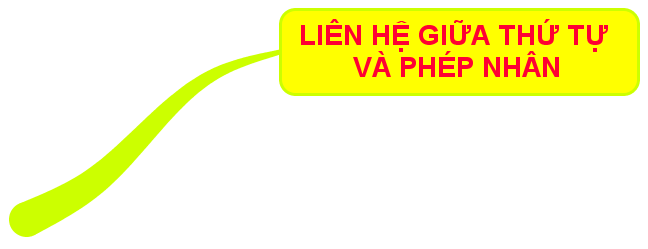 LIÊN HỆ GIỮA THỨ TỰ
VÀ PHÉP NHÂN